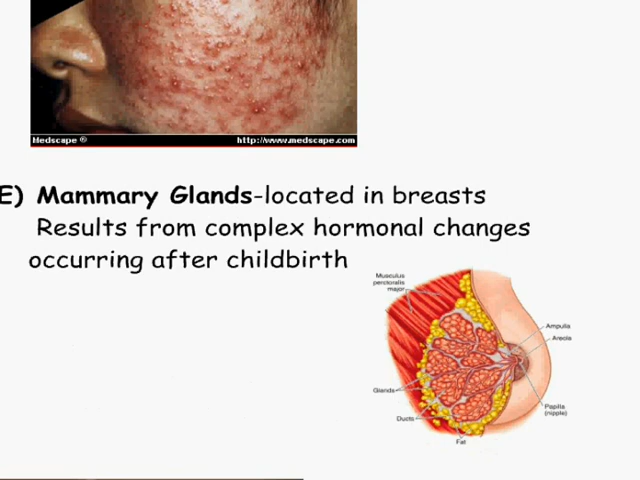 Medscape ® http://www.medscape.com
E) Mammary Glands-located in breasts
Results from complex hormonal changes
occurring after childbirth
Musculus
pectoralis
major
Ampulla
Areola
Glands
Papilla
(nipple)
Ducts
Fat